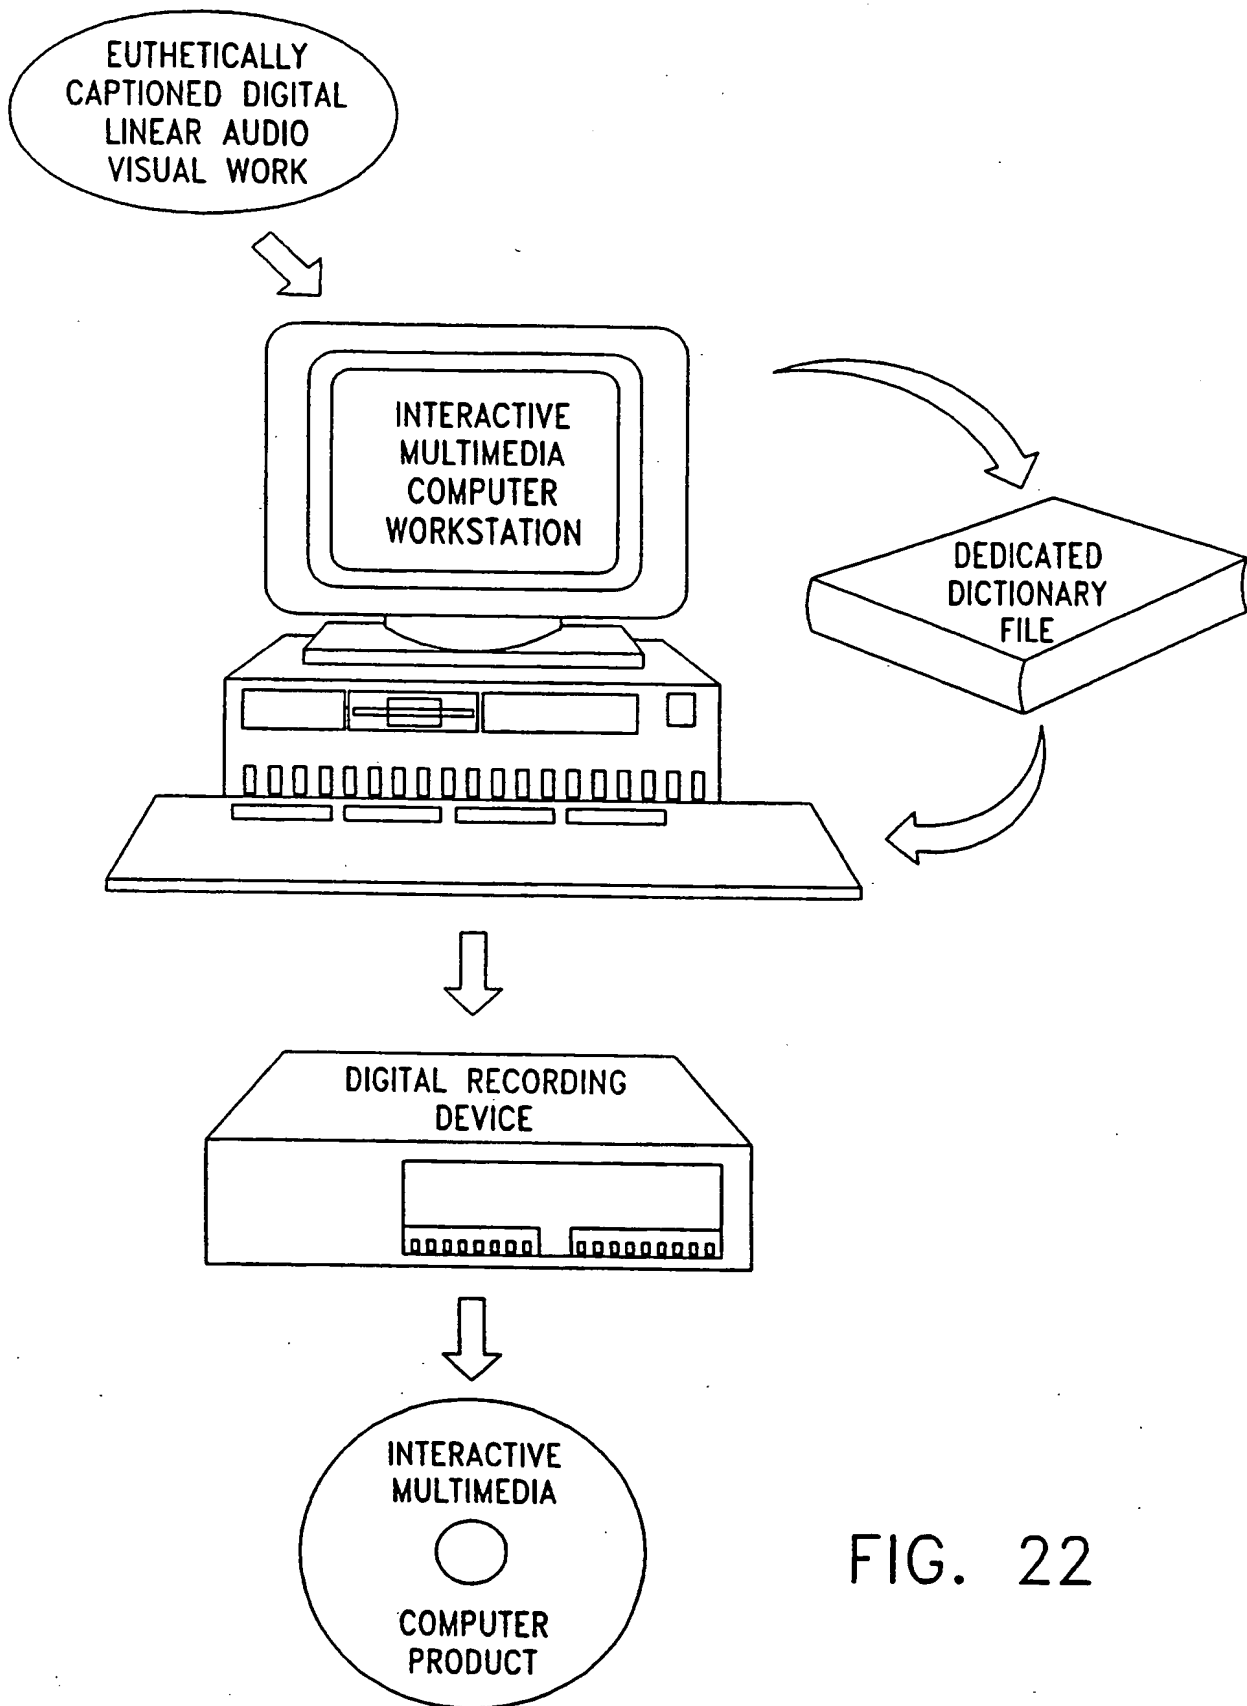 EUTHETICALLY
CAPTIONED DIGITAL
LINEAR AUDIO
VISUAL WORK
INTERACTIVE
MULTIMEDIA
COMPUTER
WORKSTATION
DEDICATED
DICTIONARY
FILE
DIGITAL RECORDING
DEVICE
INTERACTIVE
MULTIMEDIA
COMPUTER
PRODUCT
FIG. 22